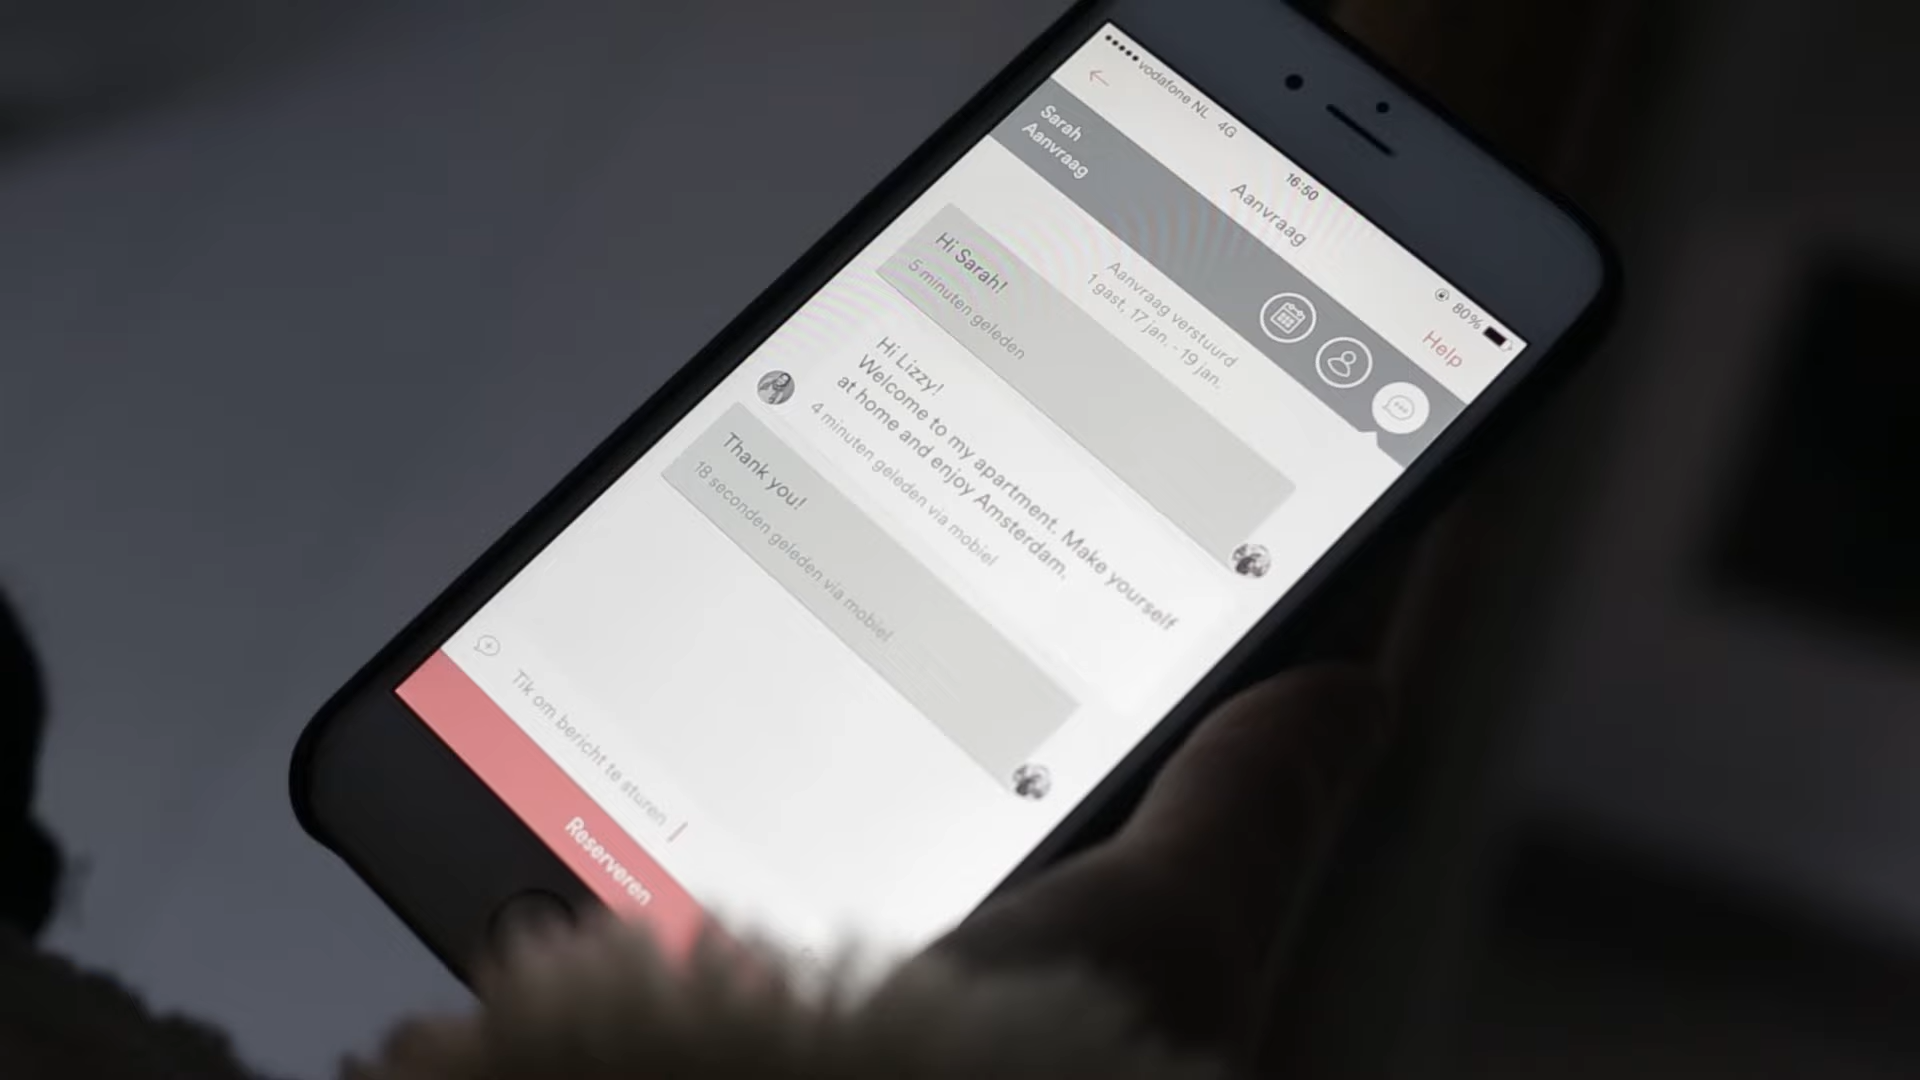 vodafone NL 4G
16:50
80%
Aanvraag
Help
Sarah
Aanvraag
Aanvraag verstuurd
1 gast, 17 jan. - 19 jan.
Hi Sarah!
5 minuten geleden
Hi Lizzy!
Welcome to my apartment. Make yourself
at home and enjoy Amsterdam.
4 minuten geleden via mobiel
Thank you!
18 seconden geleden via mobiel
Tik om bericht te sturen
Reserveren